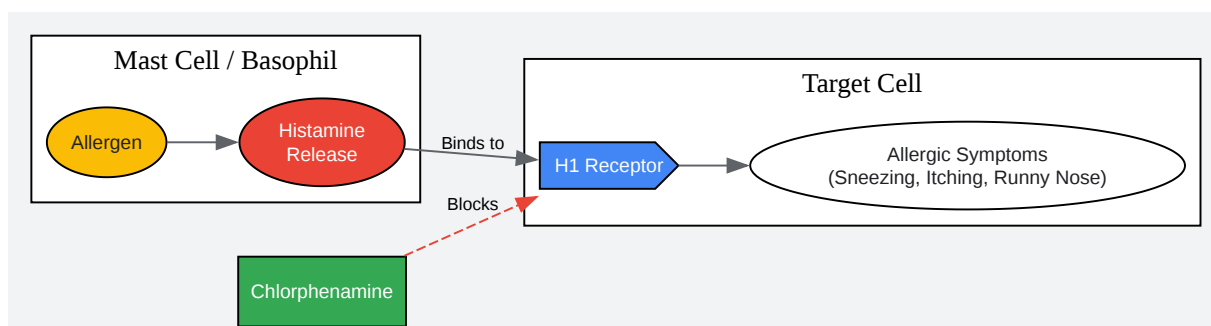 Mast Cell / Basophil
Allergen
Histamine
Release
Binds to
Blocks
Chlorphenamine
Target Cell
H1 Receptor
Allergic Symptoms
(Sneezing, Itching, Runny Nose)